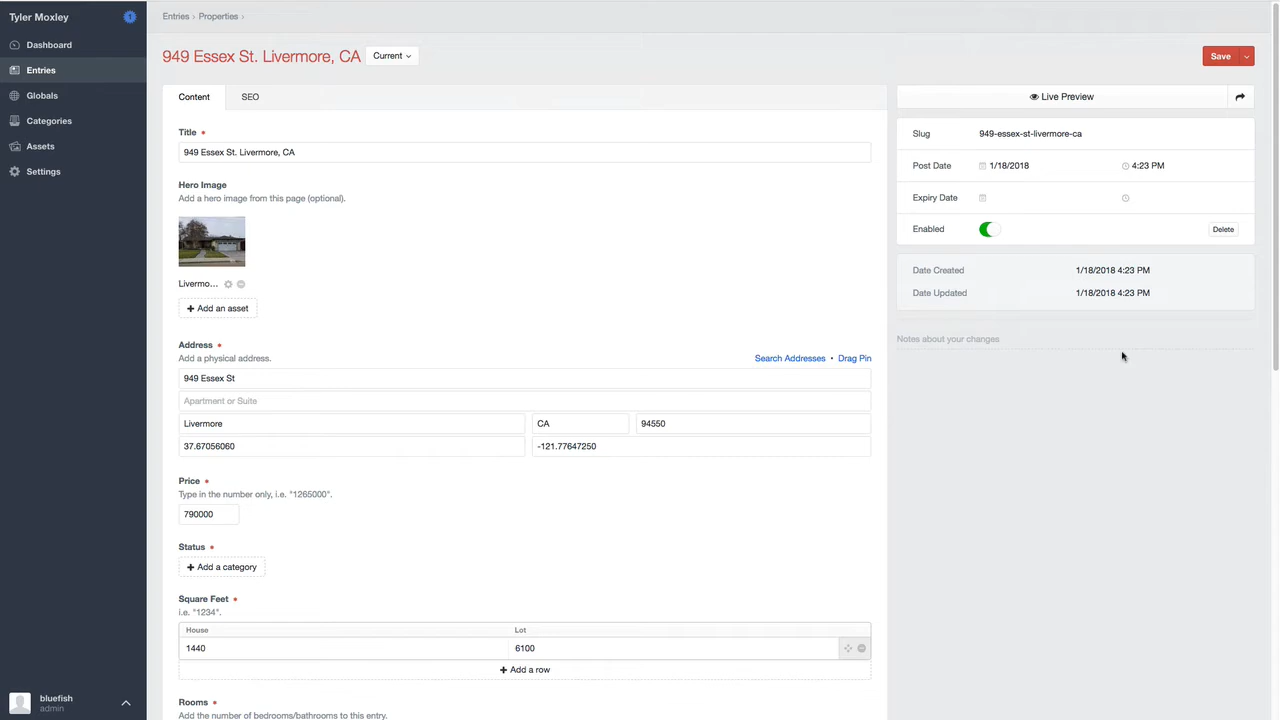 Tyler Moxley
1
Dashboard
Entries
Globals
Categories
Assets
Settings
bluefish
admin
Entries › Properties ›
949 Essex St. Livermore, CA
Current
Save
Content
SEO
Title
949 Essex St. Livermore, CA
Hero Image
Add a hero image from this page (optional).
Livermo...
Add an asset
Address
Add a physical address.
Search Addresses • Drag Pin
949 Essex St
Apartment or Suite
Livermore
CA
94550
37.67056060
-121.77647250
Price
Type in the number only, i.e. "1265000".
790000
Status
Add a category
Square Feet
i.e. "1234".
House
Lot
1440
6100
Add a row
Rooms
Add the number of bedrooms/bathrooms to this entry.
Live Preview
Slug
949-essex-st-livermore-ca
Post Date
1/18/2018
4:23 PM
Expiry Date
Enabled
Delete
Date Created
1/18/2018 4:23 PM
Date Updated
1/18/2018 4:23 PM
Notes about your changes